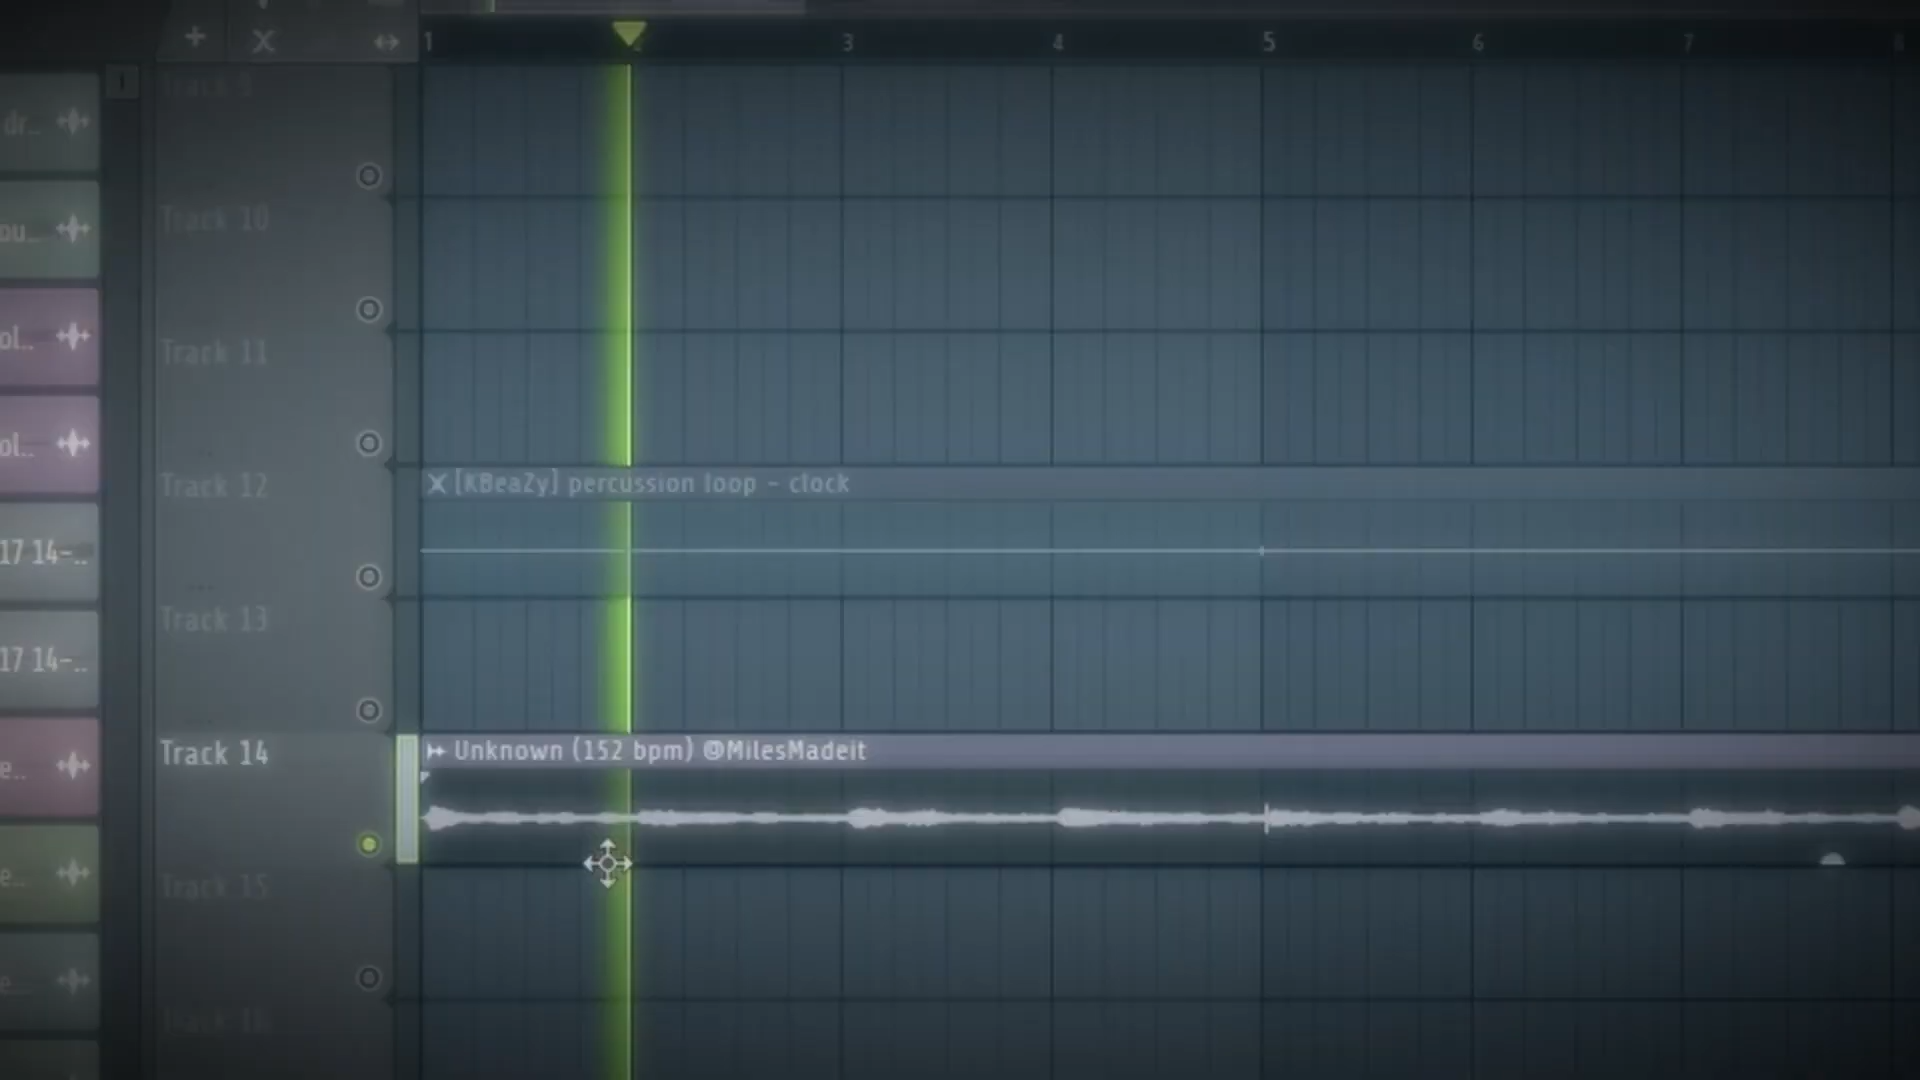 1 3 4 5 6 7 8
Track 9
dr..
Track 10
ou..
Track 11
ol..
ol..
Track 12
[KBeaZy] percussion loop - clock
17 14-..
Track 13
17 14-..
Track 14
Unknown (152 bpm) @MilesMadeit
e..
Track 15
e..
e..
Track 16